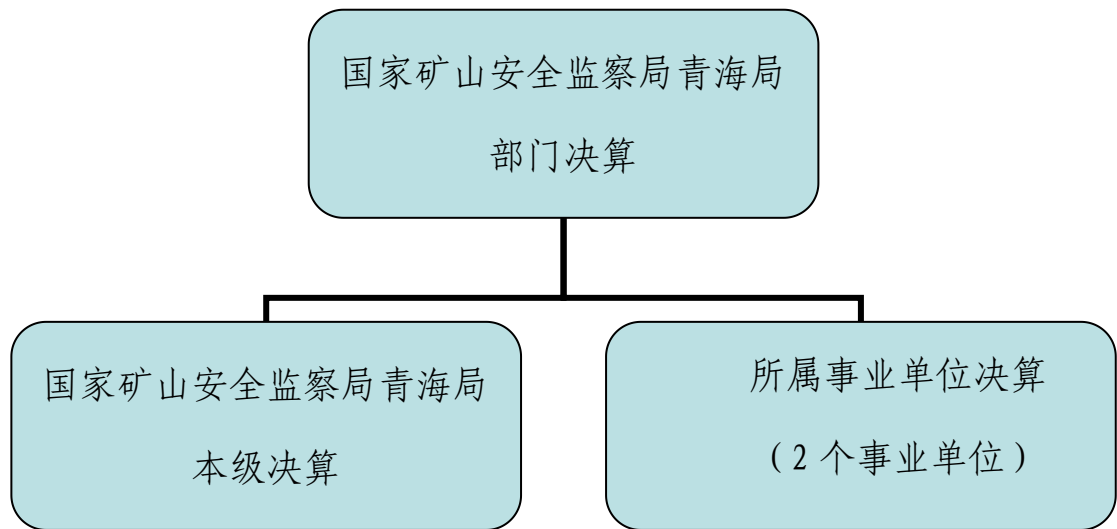 国家矿山安全监察局青海局
部门决算
国家矿山安全监察局青海局
本级决算
所属事业单位决算
（2个事业单位）